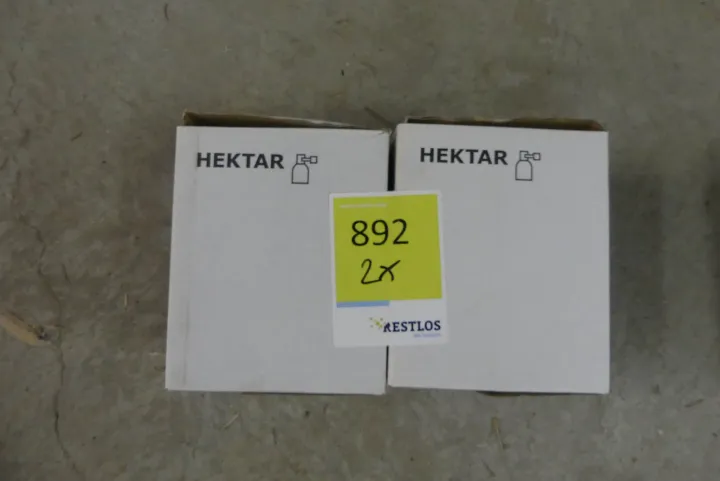 HEKTAR
HEKTAR
892
2x
RESTLOS